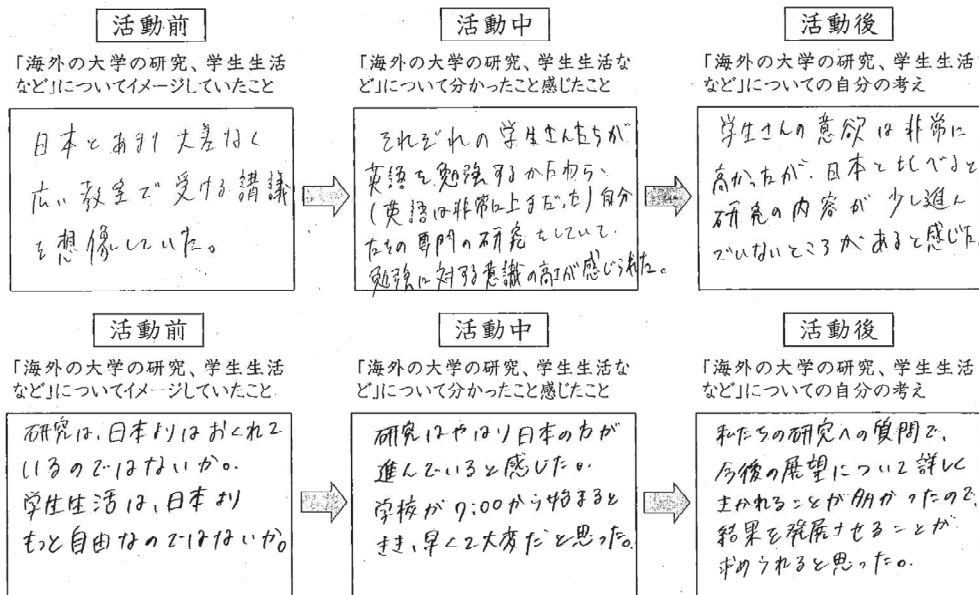 活動前
「海外の大学の研究、学生生活
など」についてイメージしていたこと
日本とあまり大差なく
広い教室で受ける講義
を想像していた。
活動中
「海外の大学の研究、学生生活な
ど」について分かったこと感じたこと
それぞれの学生さんたちが
英語を勉強するかたわら、
(英語は非常に上手だった)自分
たちの専門の研究をしていて、
勉強に対する意識の高さが感じられた。
活動後
「海外の大学の研究、学生生活
など」についての自分の考え
学生さんの意欲は非常に
高かったが、日本と比べると
研究の内容が少し進ん
でいないところがあると感じた。
活動前
「海外の大学の研究、学生生活
など」についてイメージしていたこと
研究は、日本よりはおくれて
いるのではないか。
学生生活は、日本より
もっと自由なのではないか。
活動中
「海外の大学の研究、学生生活な
ど」について分かったこと感じたこと
研究はやはり日本の方が
進んでいると感じた。
学校が7:00から始まると
きき、早くて大変だと思った。
活動後
「海外の大学の研究、学生生活
など」についての自分の考え
私たちの研究への質問で、
今後の展望について詳しく
きかれることが多かったので、
結果を発展させることが
求められると思った。